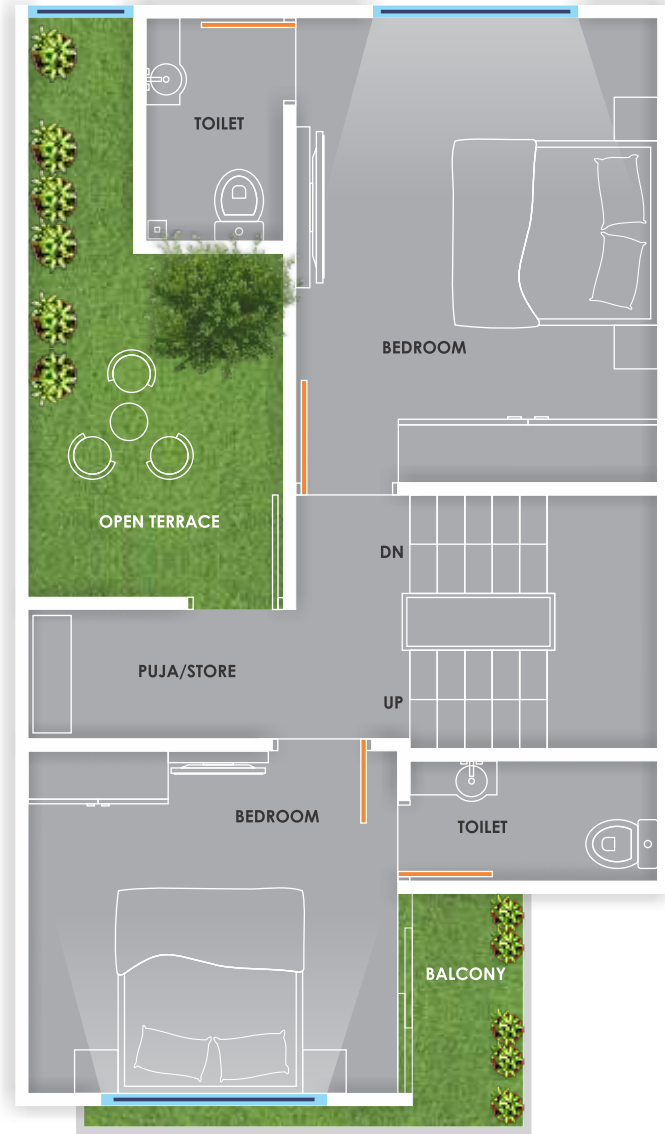 TOILET
BEDROOM
OPEN TERRACE
DN
PUJA/STORE
UP
BEDROOM
TOILET
BALCONY